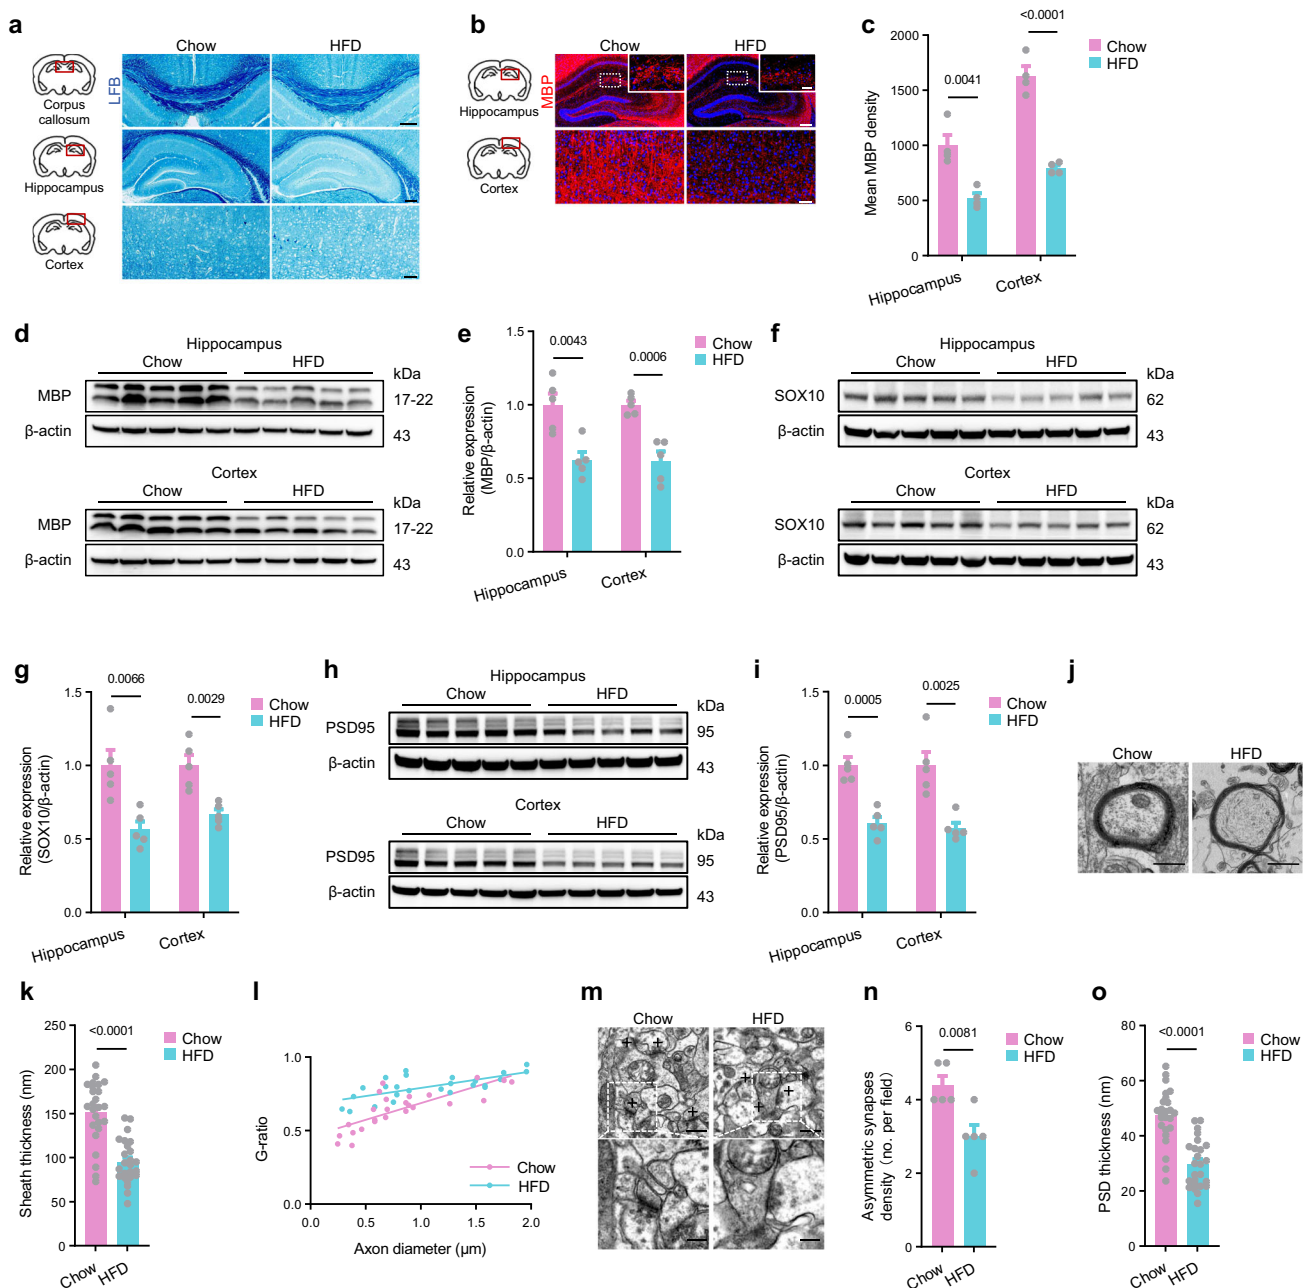 a
Chow
HFD
LFB
Corpus
callosum
Hippocampus
Cortex
b
Chow
HFD
MBP
Hippocampus
Cortex
c
<0.0001
0.0041
Chow
HFD
Mean MBP density
2000
1500
1000
500
0
Hippocampus
Cortex
d
Hippocampus
Chow
HFD
kDa
MBP
17-22
β-actin
43
Cortex
Chow
HFD
kDa
MBP
17-22
β-actin
43
e
0.0043
0.0006
Chow
HFD
Relative expression
(MBP/β-actin)
1.5
1.0
0.5
0.0
Hippocampus
Cortex
f
Hippocampus
Chow
HFD
kDa
SOX10
62
β-actin
43
Cortex
Chow
HFD
kDa
SOX10
62
β-actin
43
g
0.0066
0.0029
Chow
HFD
Relative expression
(SOX10/β-actin)
1.5
1.0
0.5
0.0
Hippocampus
Cortex
h
Hippocampus
Chow
HFD
kDa
PSD95
95
β-actin
43
Cortex
Chow
HFD
kDa
PSD95
95
β-actin
43
i
0.0005
0.0025
Chow
HFD
Relative expression
(PSD95/β-actin)
1.5
1.0
0.5
0.0
Hippocampus
Cortex
j
Chow
HFD
k
<0.0001
Chow
HFD
Sheath thickness (nm)
250
200
150
100
50
0
Chow
HFD
l
G-ratio
1.0
0.5
0.0
Chow
HFD
0.0
0.5
1.0
1.5
2.0
Axon diameter (μm)
m
Chow
HFD
n
0.0081
Chow
HFD
Asymmetric synapses
density (no. per field)
6
4
2
0
Chow
HFD
o
<0.0001
Chow
HFD
PSD thickness (nm)
80
60
40
20
0
Chow
HFD